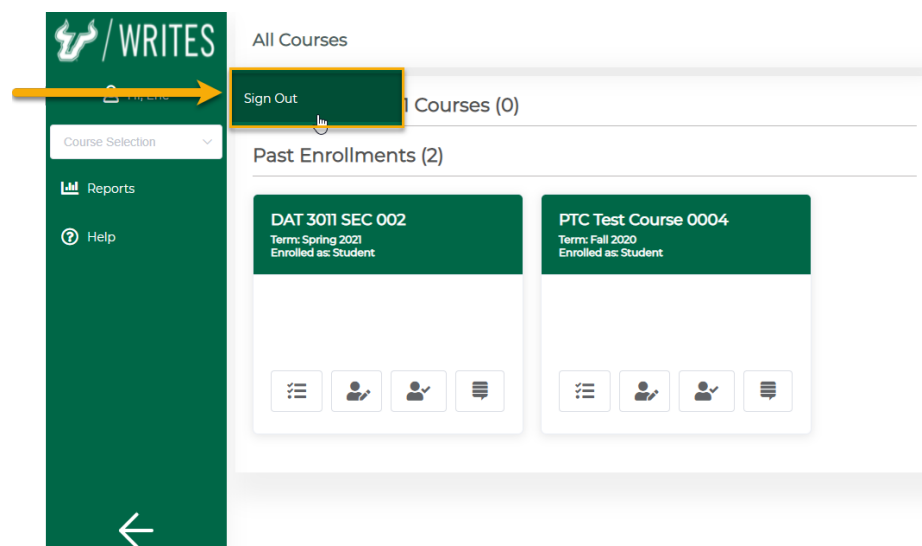 / WRITES
All Courses
Sign Out
Courses (0)
Course Selection
Past Enrollments (2)
Reports
Help
DAT 3011 SEC 002
Term: Spring 2021
Enrolled as: Student
PTC Test Course 0004
Term: Fall 2020
Enrolled as: Student